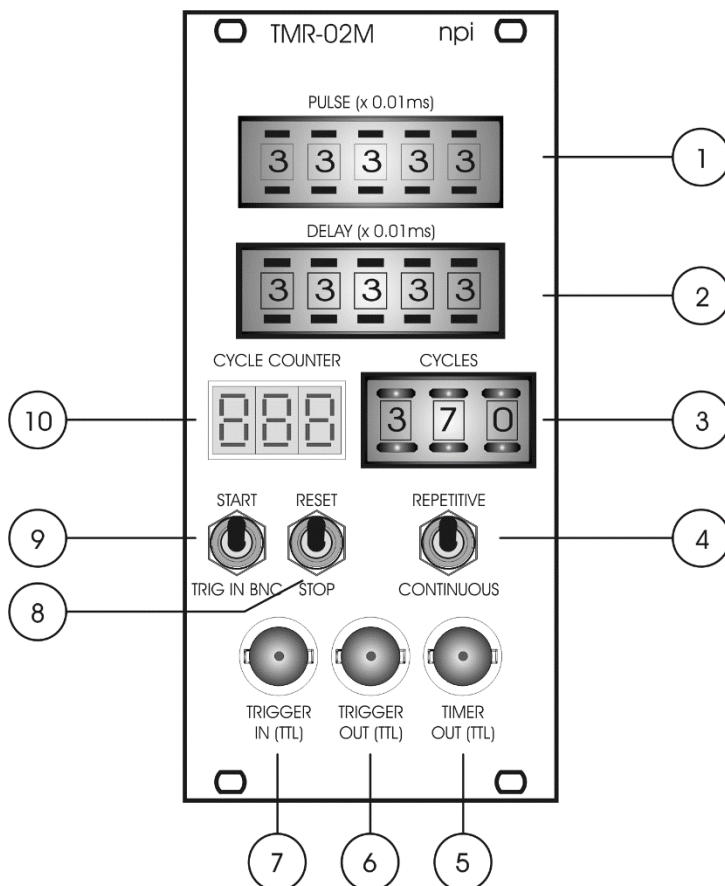 TMR-02M npi
PULSE (x 0.01ms)
3 3 3 3 3
1
DELAY (x 0.01ms)
3 3 3 3 3
2
CYCLE COUNTER CYCLES
10 888 3 7 0 3
START RESET REPETITIVE
9 4
TRIG IN BNC STOP CONTINUOUS
8
TRIGGER TRIGGER TIMER
IN (TTL) OUT (TTL) OUT (TTL)
7 6 5